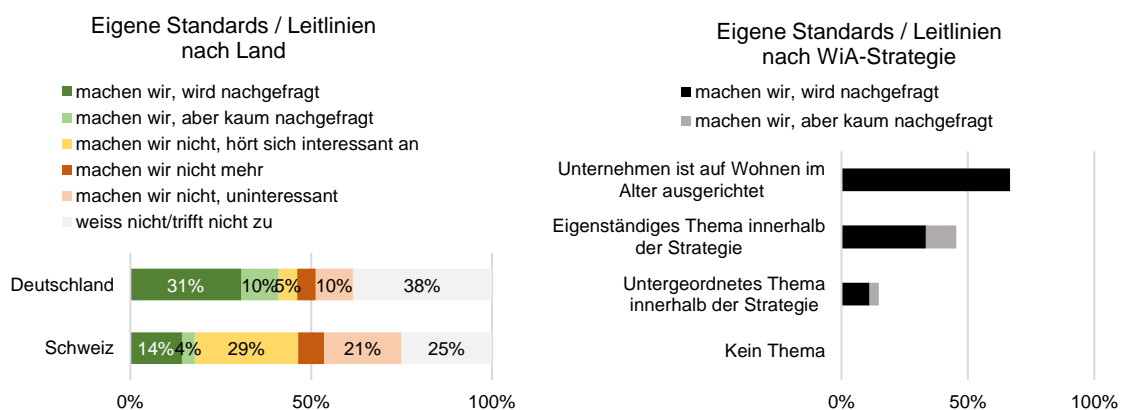 Eigene Standards / Leitlinien
nach Land
machen wir, wird nachgefragt
machen wir, aber kaum nachgefragt
machen wir nicht, hört sich interessant an
machen wir nicht mehr
machen wir nicht, uninteressant
weiss nicht/trifft nicht zu
Deutschland 31% 10% 5% 10% 38%
Schweiz 14% 4% 29% 21% 25%
0% 50% 100%
Eigene Standards / Leitlinien
nach WiA-Strategie
machen wir, wird nachgefragt
machen wir, aber kaum nachgefragt
Unternehmen ist auf Wohnen im
Alter ausgerichtet
Eigenständiges Thema innerhalb
der Strategie
Untergeordnetes Thema
innerhalb der Strategie
Kein Thema
0% 50% 100%